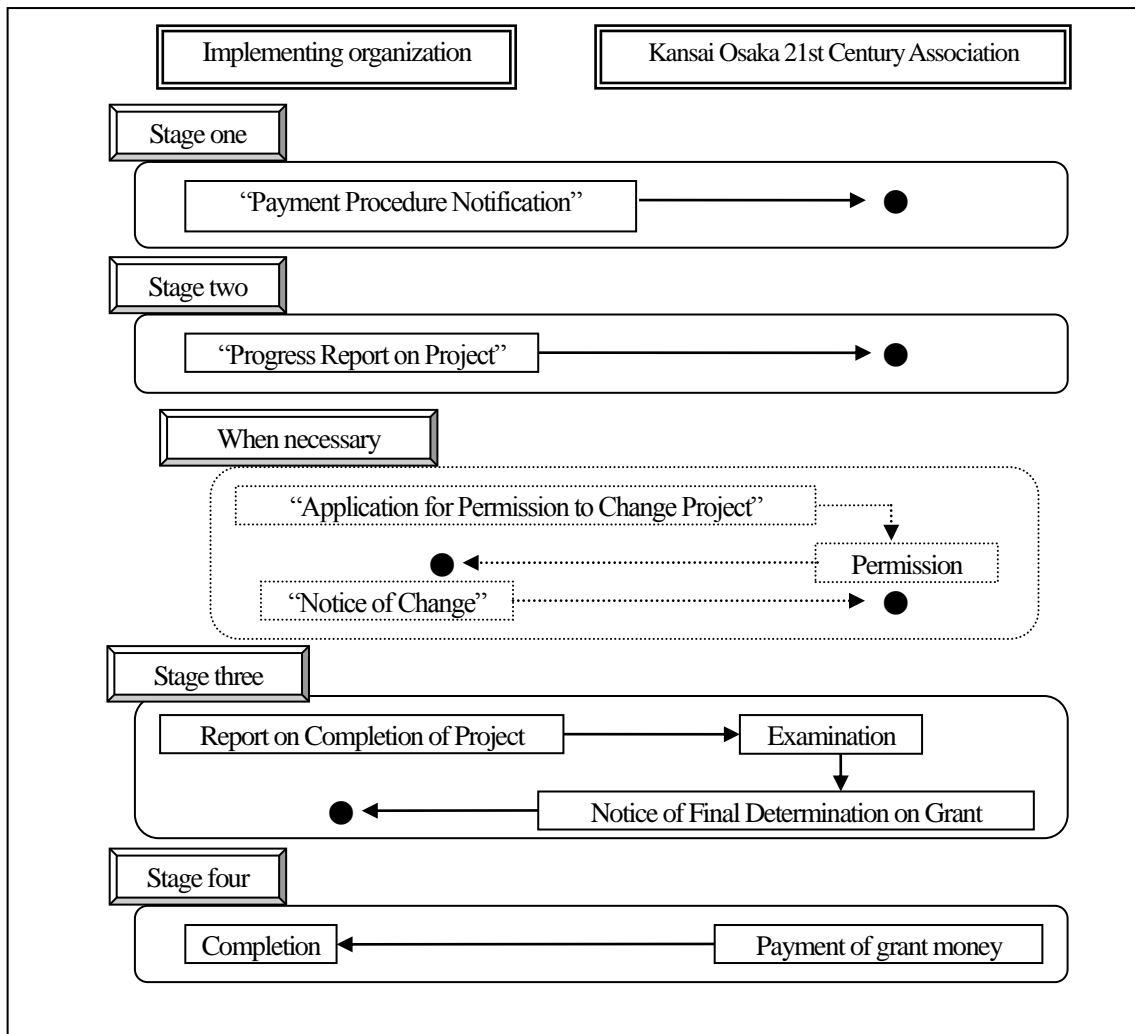 Implementing organization
Kansai Osaka 21st Century Association
Stage one
“Payment Procedure Notification”
Stage two
“Progress Report on Project”
When necessary
“Application for Permission to Change Project”
Permission
“Notice of Change”
Stage three
Report on Completion of Project
Examination
Notice of Final Determination on Grant
Stage four
Completion
Payment of grant money